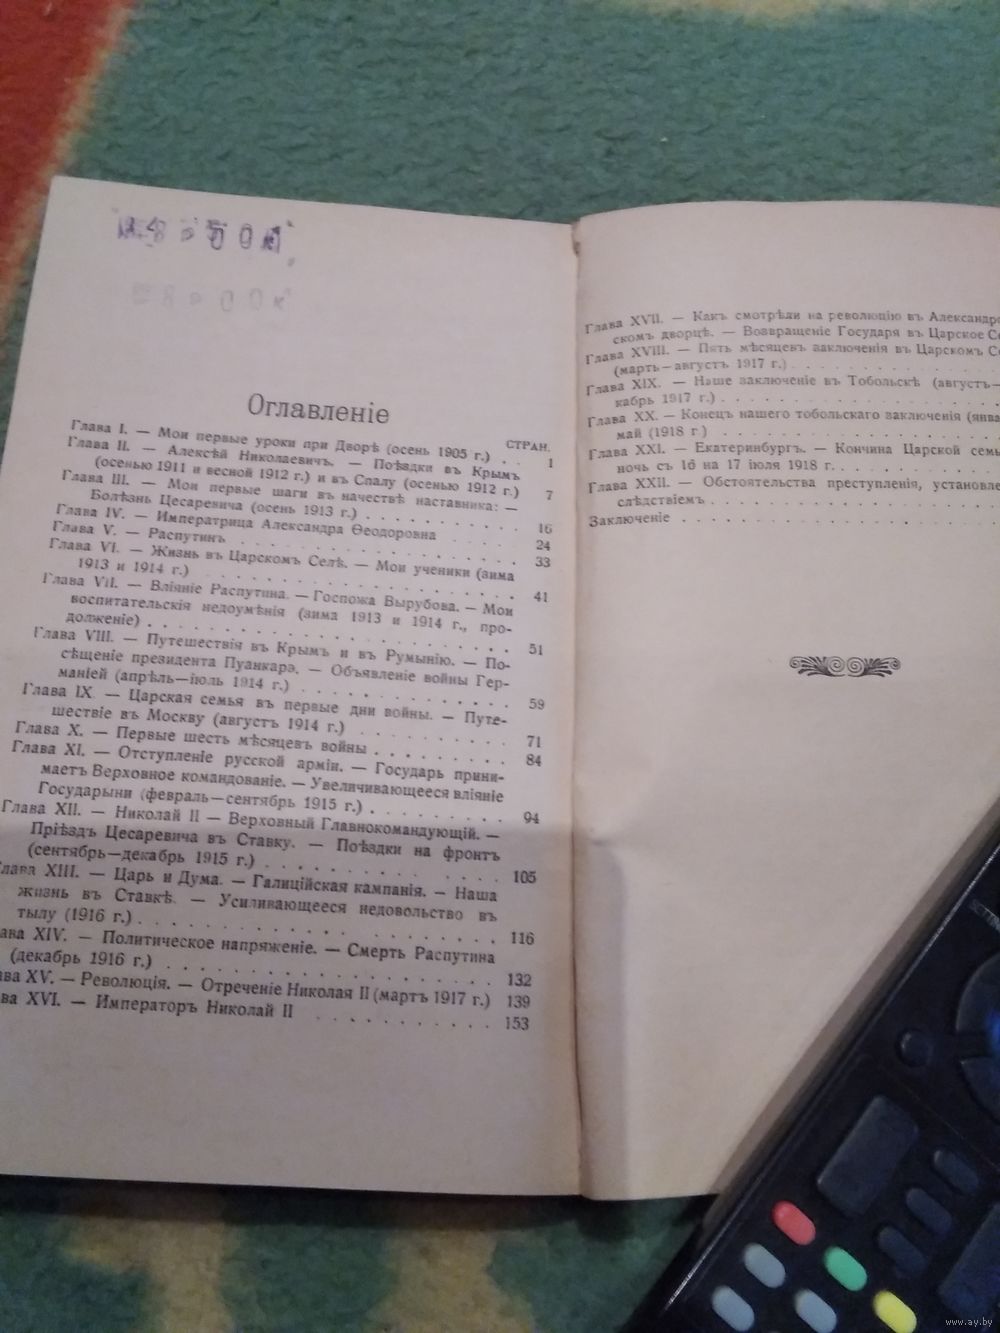 Оглавленіе
СТРАН.
Глава I. — Мои первые уроки при Дворѣ (осень 1905 г.) . . 1
Глава II. — Алексѣй Николаевичъ. — Поѣздки въ Крымъ
(осенью 1911 и весной 1912 г.) и въ Спалу (осенью 1912 г.) 7
Глава III. — Мои первые шаги въ качествѣ наставника: —
Болѣзнь Цесаревича (осень 1913 г.) . . . . . . . . . . 16
Глава IV. — Императрица Александра Ѳеодоровна . . . . 24
Глава V. — Распутинъ . . . . . . . . . . . . . . . . 33
Глава VI. — Жизнь въ Царскомъ Селѣ. — Мои ученики (зима
1913 и 1914 г.) . . . . . . . . . . . . . . . . . 41
Глава VII. — Вліяніе Распутина. — Госпожа Вырубова. — Мои
воспитательскія недоумѣнія (зима 1913 и 1914 г., про-
долженіе) . . . . . . . . . . . . . . . . . . . 51
Глава VIII. — Путешествія въ Крымъ и въ Румынію. — По-
сѣщеніе президента Пуанкарэ. — Объявленіе войны Гер-
маніей (апрѣль—іюль 1914 г.) . . . . . . . . . . . 59
Глава IX — Царская семья въ первые дни войны. — Путе-
шествіе въ Москву (августъ 1914 г.) . . . . . . . . 71
Глава X. — Первые шесть мѣсяцевъ войны . . . . . . . 84
Глава XI. — Отступленіе русской арміи. — Государь прини-
маетъ Верховное командованіе. — Увеличивающееся вліяніе
Государыни (февраль—сентябрь 1915 г.) . . . . . . . . 94
Глава XII. — Николай II — Верховный Главнокомандующій. —
Пріѣздъ Цесаревича въ Ставку. — Поѣздки на фронтъ
(сентябрь—декабрь 1915 г.) . . . . . . . . . . . . 105
лава XIII. — Царь и Дума. — Галиційская кампанія. — Наша
жизнь въ Ставкѣ. — Усиливающееся недовольство въ
тылу (1916 г.) . . . . . . . . . . . . . . . . . 116
ава XIV. — Политическое напряженіе. — Смерть Распутина
(декабрь 1916 г.) . . . . . . . . . . . . . . . . 132
ва XV. — Революція. — Отреченіе Николая II (мартъ 1917 г.) 139
ва XVI. — Императоръ Николай II . . . . . . . . . . 153
Глава XVII. — Какъ смотрѣли на революцію въ Александро
скомъ дворцѣ. — Возвращеніе Государя въ Царское Се
Глава XVIII. — Пять мѣсяцевъ заключенія въ Царскомъ С
(мартъ—августъ 1917 г.) . . . . . . . . . . . .
Глава XIX. — Наше заключеніе въ Тобольскѣ (августъ—
кабрь 1917 г.) . . . . . . . . . . . . . . . .
Глава XX. — Конецъ нашего тобольскаго заключенія (янва
май (1918 г.) . . . . . . . . . . . . . . . .
Глава XXI. — Екатеринбургъ. — Кончина Царской семь
ночь съ 16 на 17 іюля 1918 г. . . . . . . . . .
Глава XXII. — Обстоятельства преступленія, установле
слѣдствіемъ . . . . . . . . . . . . . . . . .
Заключеніе . . . . . . . . . . . . . . . . . .
www.ay.by